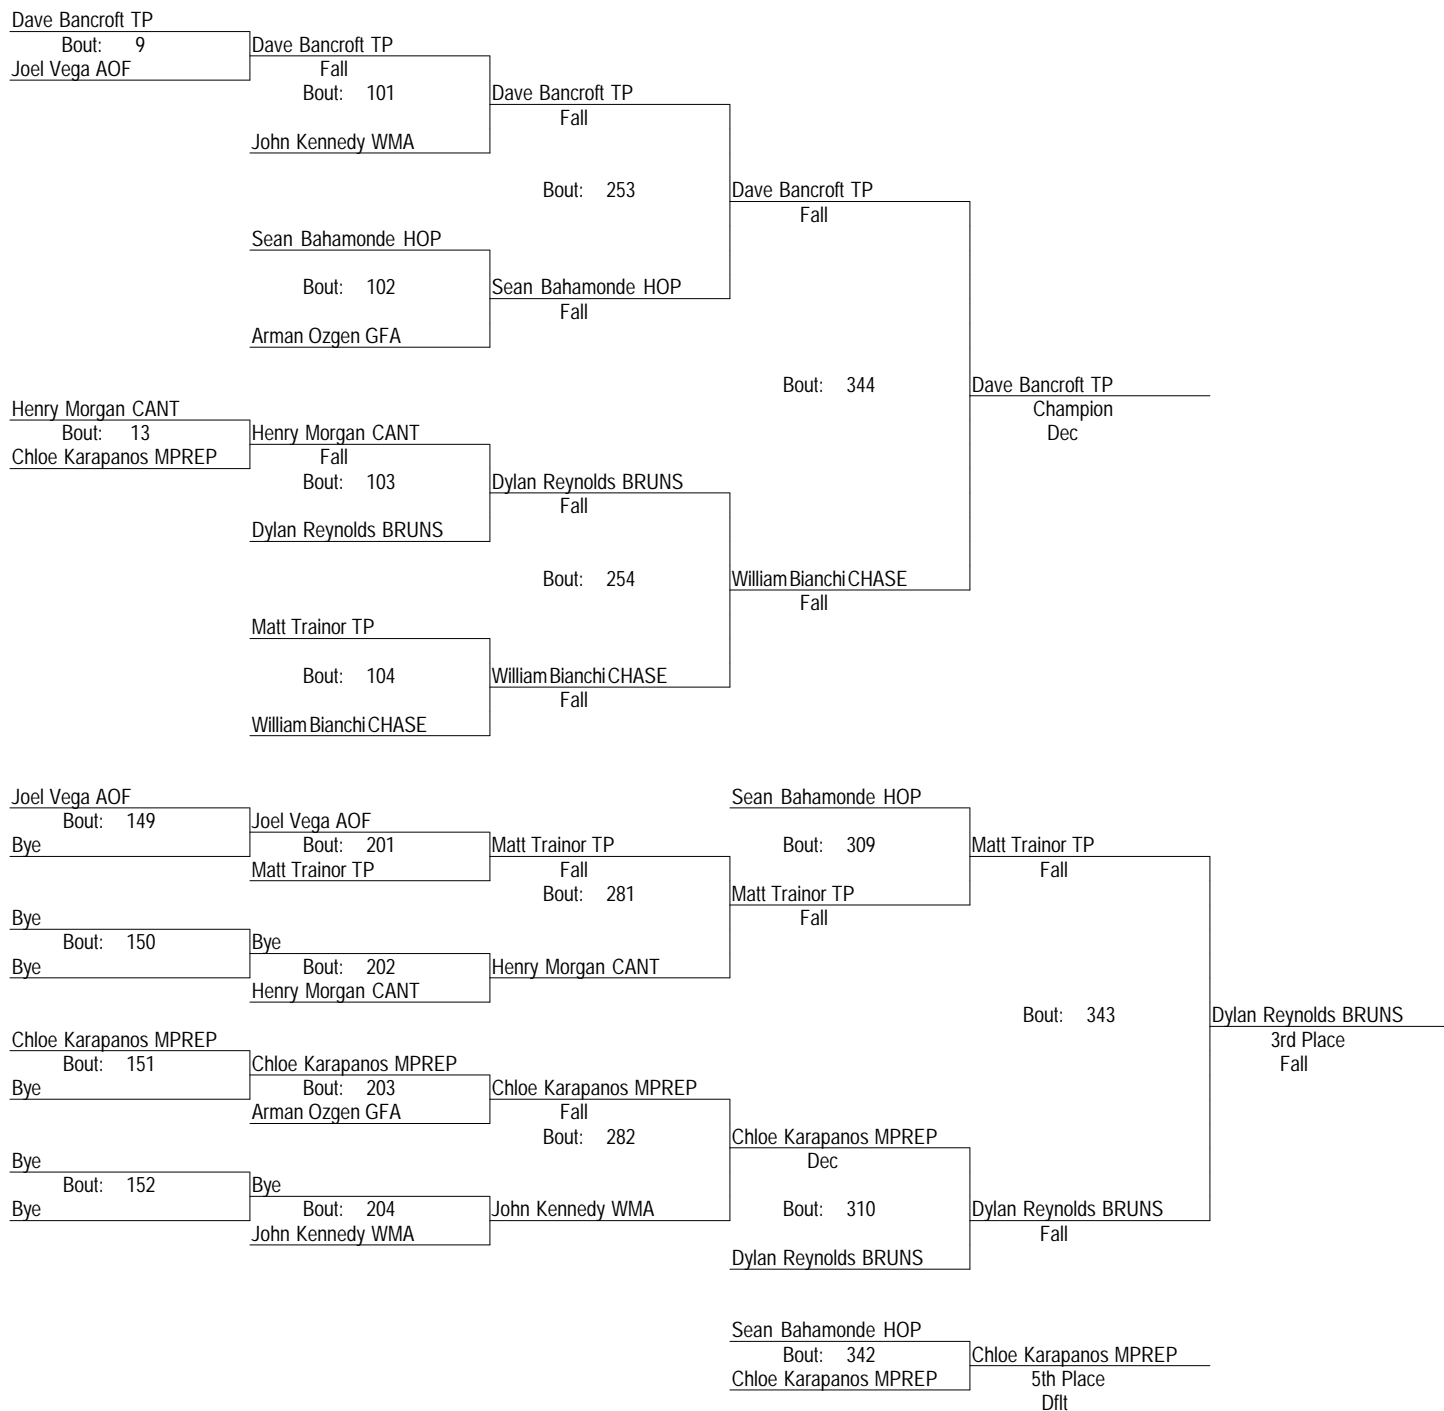 Dave Bancroft TP
Bout: 9
Joel Vega AOF
Dave Bancroft TP
Fall
Bout: 101
John Kennedy WMA
Dave Bancroft TP
Fall
Bout: 253
Sean Bahamonde HOP
Bout: 102
Arman Ozgen GFA
Sean Bahamonde HOP
Fall
Dave Bancroft TP
Fall
Bout: 344
Dave Bancroft TP
Champion
Dec
Henry Morgan CANT
Bout: 13
Chloe Karapanos MPREP
Henry Morgan CANT
Fall
Bout: 103
Dylan Reynolds BRUNS
Dylan Reynolds BRUNS
Fall
Bout: 254
Matt Trainor TP
Bout: 104
William Bianchi CHASE
William Bianchi CHASE
Fall
William Bianchi CHASE
Fall
Joel Vega AOF
Bout: 149
Bye
Joel Vega AOF
Bout: 201
Matt Trainor TP
Matt Trainor TP
Fall
Bout: 281
Bye
Bout: 150
Bye
Bye
Bout: 202
Henry Morgan CANT
Henry Morgan CANT
Sean Bahamonde HOP
Bout: 309
Matt Trainor TP
Fall
Matt Trainor TP
Fall
Bout: 343
Dylan Reynolds BRUNS
3rd Place
Fall
Chloe Karapanos MPREP
Bout: 151
Bye
Chloe Karapanos MPREP
Bout: 203
Arman Ozgen GFA
Chloe Karapanos MPREP
Fall
Bout: 282
Bye
Bout: 152
Bye
Bye
Bout: 204
John Kennedy WMA
John Kennedy WMA
Chloe Karapanos MPREP
Dec
Bout: 310
Dylan Reynolds BRUNS
Dylan Reynolds BRUNS
Fall
Sean Bahamonde HOP
Bout: 342
Chloe Karapanos MPREP
Chloe Karapanos MPREP
5th Place
Dflt